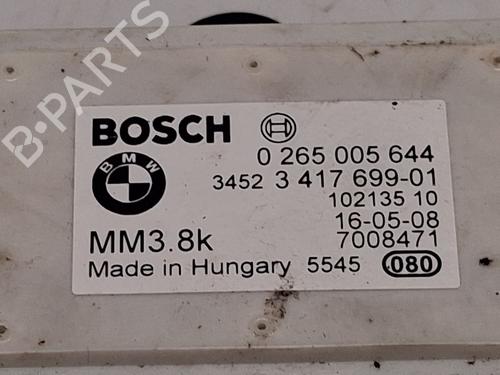 B-PARTS
BOSCH
BMW
0 265 005 644
3452 3 417 699-01
102135 10
16-05-08
MM3.8k 7008471
Made in Hungary 5545 080